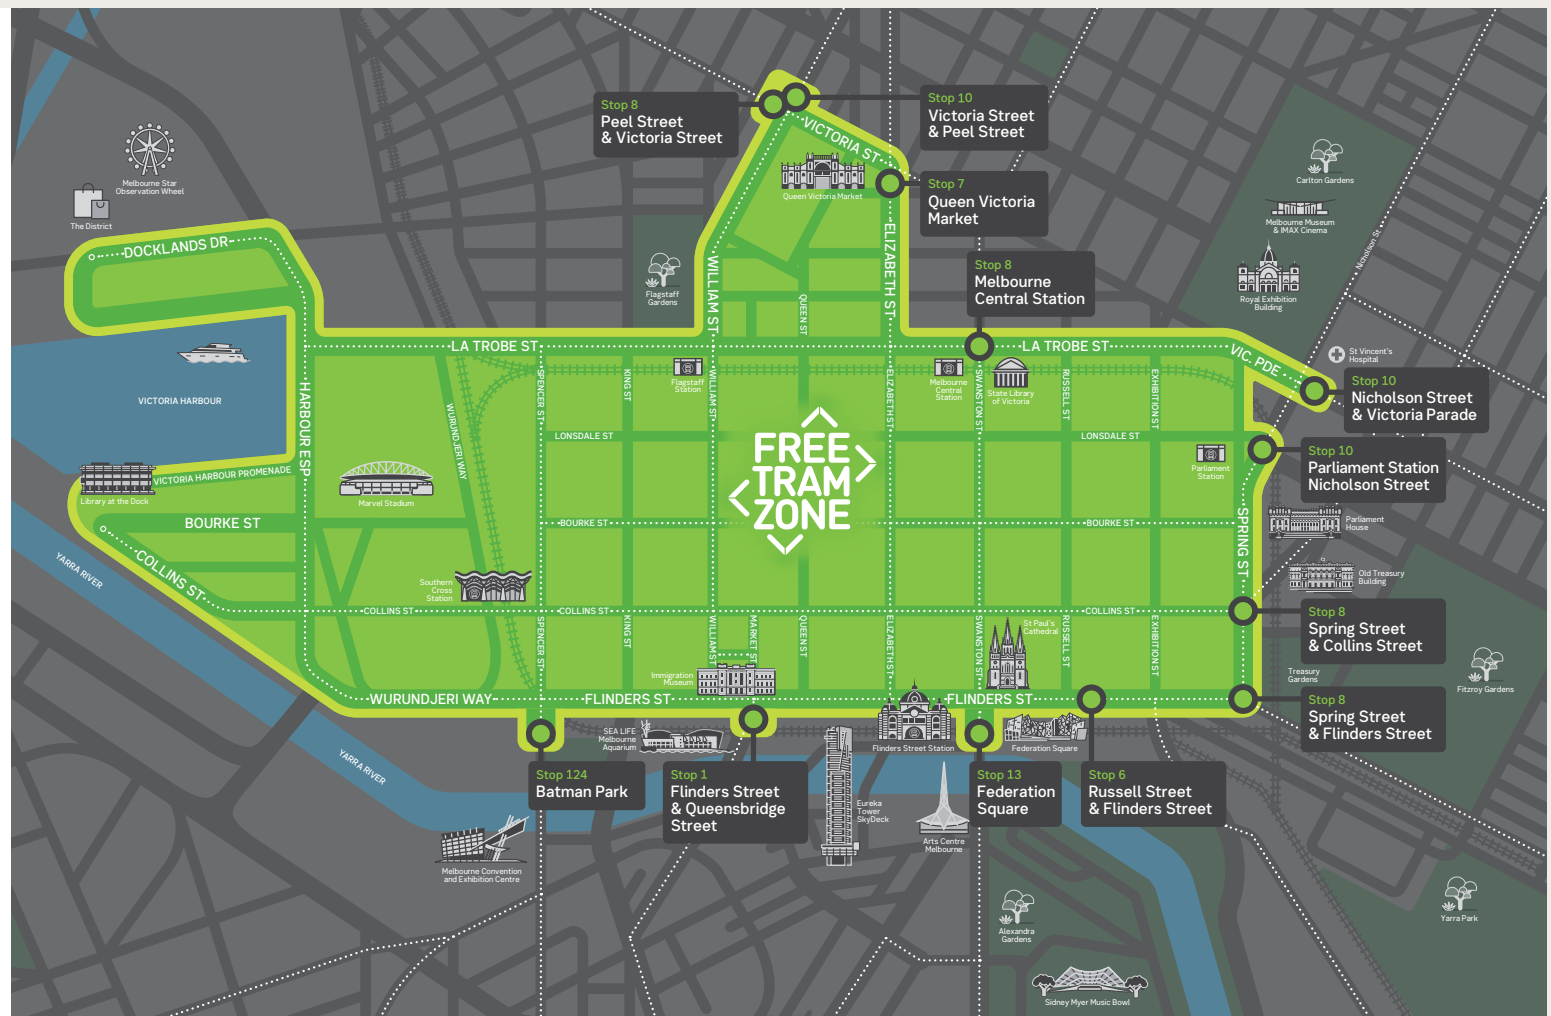 Stop 8
Peel Street
& Victoria Street
Stop 10
Victoria Street
& Peel Street
VICTORIA ST
Queen Victoria Market
Stop 7
Queen Victoria
Market
Carlton Gardens
Melbourne Museum
& IMAX Cinema
Royal Exhibition
Building
Nicholson St
Melbourne Star
Observation Wheel
The District
DOCKLANDS DR
Flagstaff
Gardens
WILLIAM ST
QUEEN ST
ELIZABETH ST
Stop 8
Melbourne
Central Station
LA TROBE ST
LA TROBE ST
VIC. PDE
St Vincent's
Hospital
Stop 10
Nicholson Street
& Victoria Parade
VICTORIA HARBOUR
HARBOUR ESP
WURUNDJERI WAY
SPENCER ST
KING ST
Flagstaff
Station
WILLIAM ST
ELIZABETH ST
Melbourne
Central
Station
SWANSTON ST
State Library
of Victoria
RUSSELL ST
EXHIBITION ST
LONSDALE ST
LONSDALE ST
Parliament
Station
Stop 10
Parliament Station
Nicholson Street
FREE
TRAM
ZONE
Library at the Dock
VICTORIA HARBOUR PROMENADE
Marvel Stadium
BOURKE ST
BOURKE ST
BOURKE ST
SPRING ST
Parliament
House
Old Treasury
Building
YARRA RIVER
COLLINS ST
Southern
Cross
Station
COLLINS ST
COLLINS ST
COLLINS ST
Stop 8
Spring Street
& Collins Street
SPENCER ST
KING ST
WILLIAM ST
MARKET ST
QUEEN ST
ELIZABETH ST
SWANSTON ST
St Paul's
Cathedral
RUSSELL ST
EXHIBITION ST
Immigration
Museum
Treasury
Gardens
Fitzroy Gardens
WURUNDJERI WAY
FLINDERS ST
FLINDERS ST
Stop 8
Spring Street
& Flinders Street
SEA LIFE
Melbourne
Aquarium
Flinders Street Station
Federation Square
YARRA RIVER
Stop 124
Batman Park
Stop 1
Flinders Street
& Queensbridge
Street
Eureka
Tower
SkyDeck
Stop 13
Federation
Square
Stop 6
Russell Street
& Flinders Street
Arts Centre
Melbourne
Melbourne Convention
and Exhibition Centre
Alexandra
Gardens
Yarra Park
Sidney Myer Music Bowl